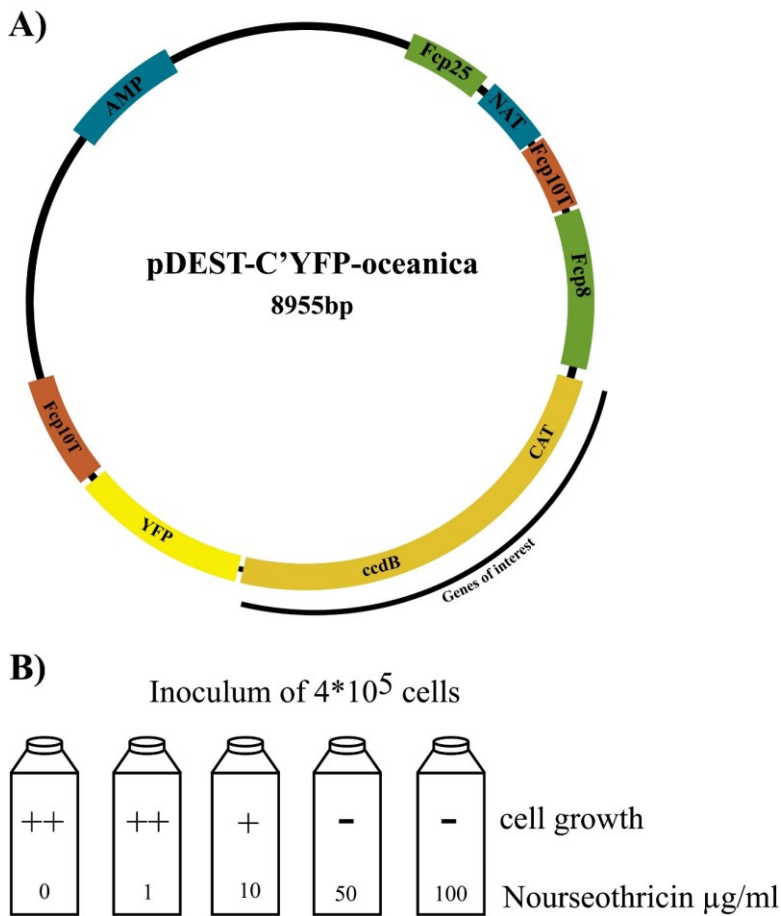 A)
Fcp25
NAT
Fcp10T
Fcp8
CAT
Genes of interest
ccdB
YFP
Fcp10T
AMP
pDEST-C’YFP-oceanica
8955bp
B)
Inoculum of 4*10^5 cells
++ ++ + - - cell growth
0 1 10 50 100 Nourseothricin µg/ml